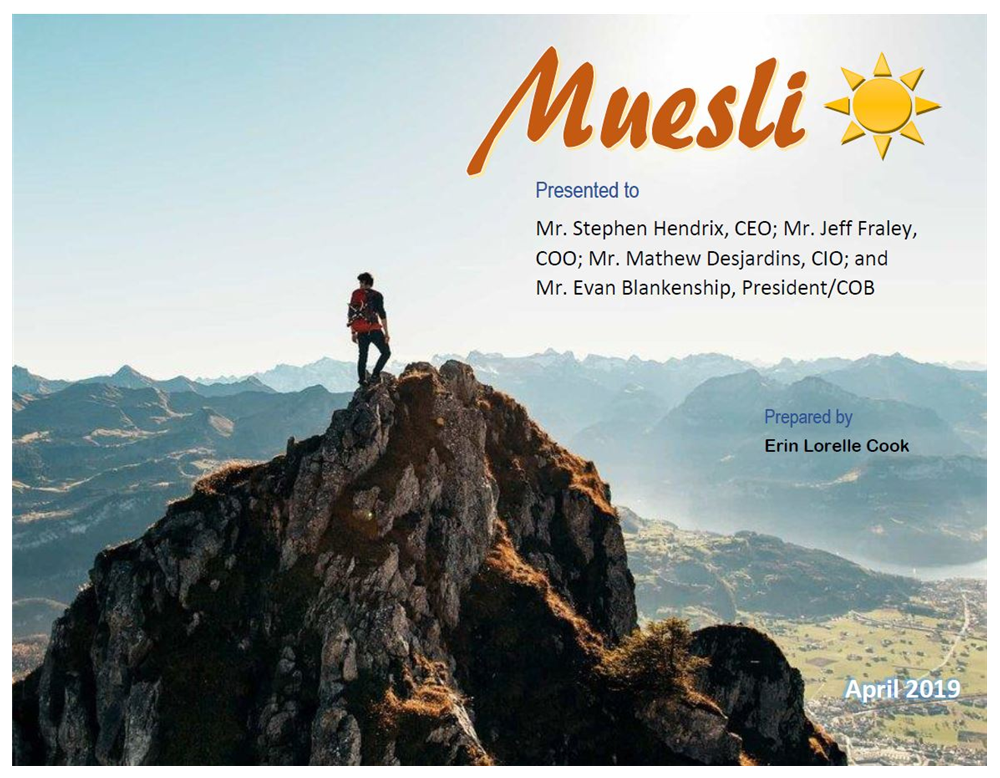 Muesli
Presented to
Mr. Stephen Hendrix, CEO; Mr. Jeff Fraley,
COO; Mr. Mathew Desjardins, CIO; and
Mr. Evan Blankenship, President/COB
Prepared by
Erin Lorelle Cook
April 2019